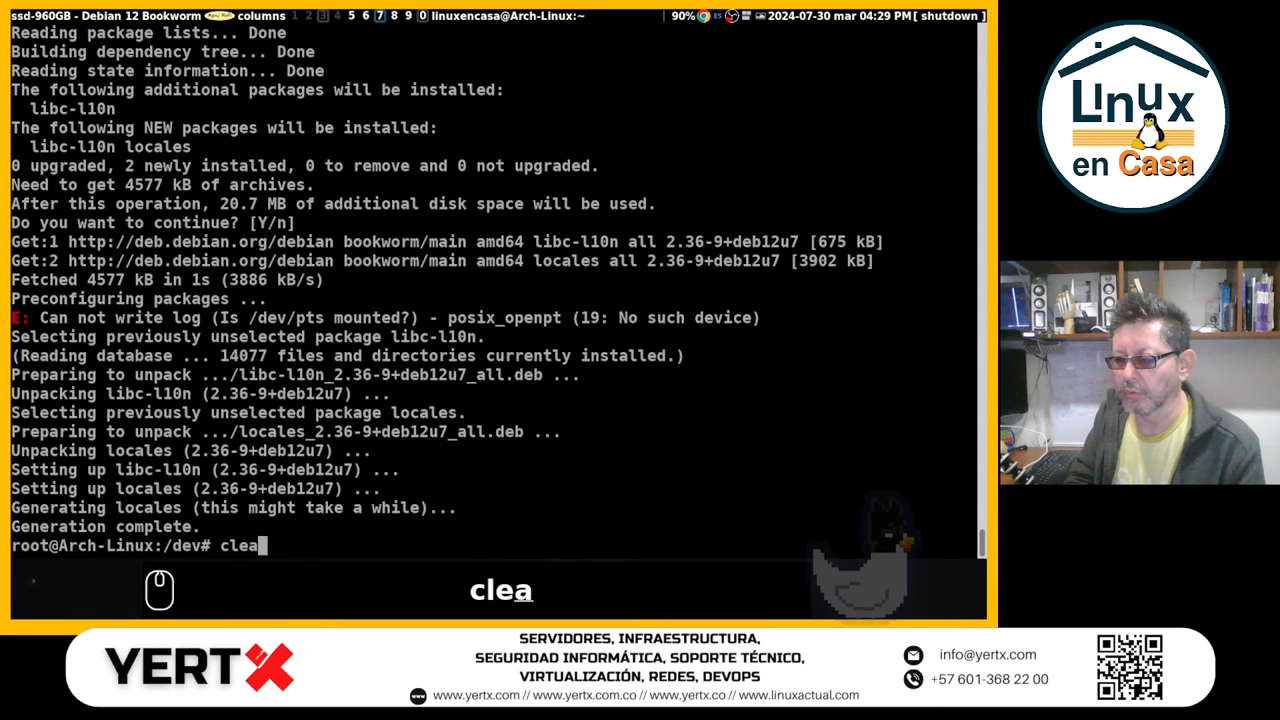 ssd-960GB - Debian 12 Bookworm columns 1 2 3 4 5 6 7 8 9 0 linuxencasa@Arch-Linux:~ 90% ES 2024-07-30 mar 04:29 PM[ shutdown ]
Reading package lists... Done
Building dependency tree... Done
Reading state information... Done
The following additional packages will be installed:
libc-l10n
The following NEW packages will be installed:
libc-l10n locales
0 upgraded, 2 newly installed, 0 to remove and 0 not upgraded.
Need to get 4577 kB of archives.
After this operation, 20.7 MB of additional disk space will be used.
Do you want to continue? [Y/n]
Get:1 http://deb.debian.org/debian bookworm/main amd64 libc-l10n all 2.36-9+deb12u7 [675 kB]
Get:2 http://deb.debian.org/debian bookworm/main amd64 locales all 2.36-9+deb12u7 [3902 kB]
Fetched 4577 kB in 1s (3886 kB/s)
Preconfiguring packages ...
E: Can not write log (Is /dev/pts mounted?) - posix_openpt (19: No such device)
Selecting previously unselected package libc-l10n.
(Reading database ... 14077 files and directories currently installed.)
Preparing to unpack .../libc-l10n_2.36-9+deb12u7_all.deb ...
Unpacking libc-l10n (2.36-9+deb12u7) ...
Selecting previously unselected package locales.
Preparing to unpack .../locales_2.36-9+deb12u7_all.deb ...
Unpacking locales (2.36-9+deb12u7) ...
Setting up libc-l10n (2.36-9+deb12u7) ...
Setting up locales (2.36-9+deb12u7) ...
Generating locales (this might take a while)...
Generation complete.
root@Arch-Linux:/dev# clea
clea
Linux
en Casa
YERTX
SERVIDORES, INFRAESTRUCTURA,
SEGURIDAD INFORMÁTICA, SOPORTE TÉCNICO,
VIRTUALIZACIÓN, REDES, DEVOPS
www.yertx.com // www.yertx.com.co // www.yertx.co // www.linuxactual.com
info@yertx.com
+57 601-368 22 00